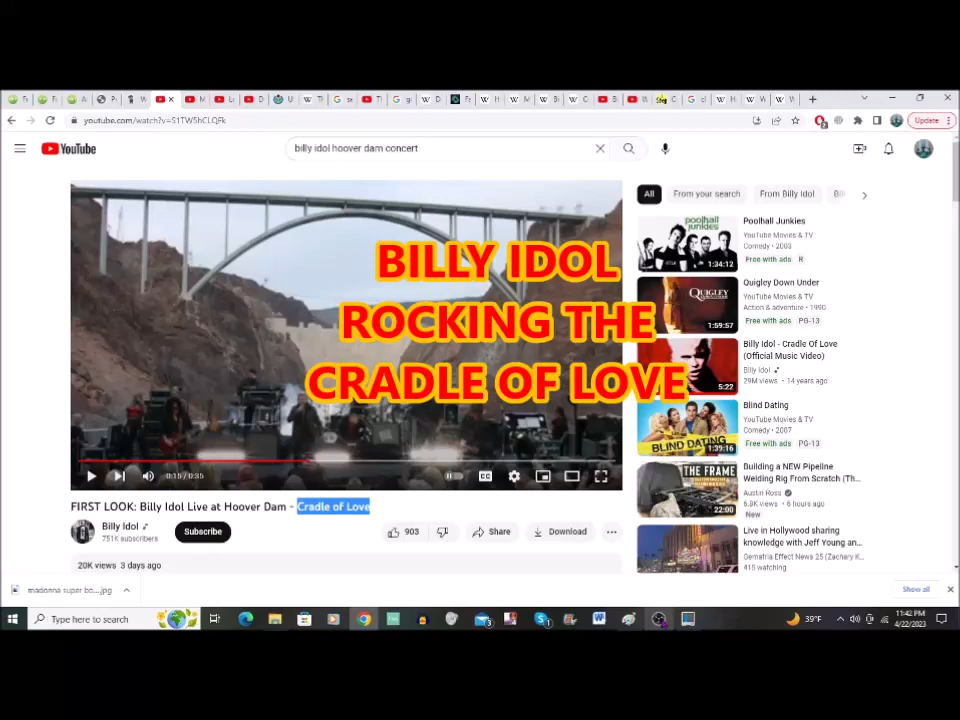 youtube.com/watch?v=S1TW5hCLQFk
Update
YouTube
billy idol hoover dam concert
BILLY IDOL
ROCKING THE
CRADLE OF LOVE
0:15 / 0:35
FIRST LOOK: Billy Idol Live at Hoover Dam - Cradle of Love
Billy Idol
751K subscribers
Subscribe
903
Share
Download
20K views 3 days ago
All
From your search
From Billy Idol
poolhall
junkies
1:34:12
Poolhall Junkies
YouTube Movies & TV
Comedy • 2003
Free with ads R
QUIGLEY
1:59:57
Quigley Down Under
YouTube Movies & TV
Action & adventure • 1990
Free with ads PG-13
5:22
Billy Idol - Cradle Of Love
(Official Music Video)
Billy Idol
29M views • 14 years ago
BLIND DATING
1:39:16
Blind Dating
YouTube Movies & TV
Comedy • 2007
Free with ads PG-13
THE FRAME
22:00
Building a NEW Pipeline
Welding Rig From Scratch (Th...
Austin Ross
6.8K views • 6 hours ago
New
Live in Hollywood sharing
knowledge with Jeff Young an...
Gematria Effect News 25 (Zachary K...
415 watching
madonna super bo....jpg
Show all
Type here to search
39°F
11:42 PM
4/22/2023